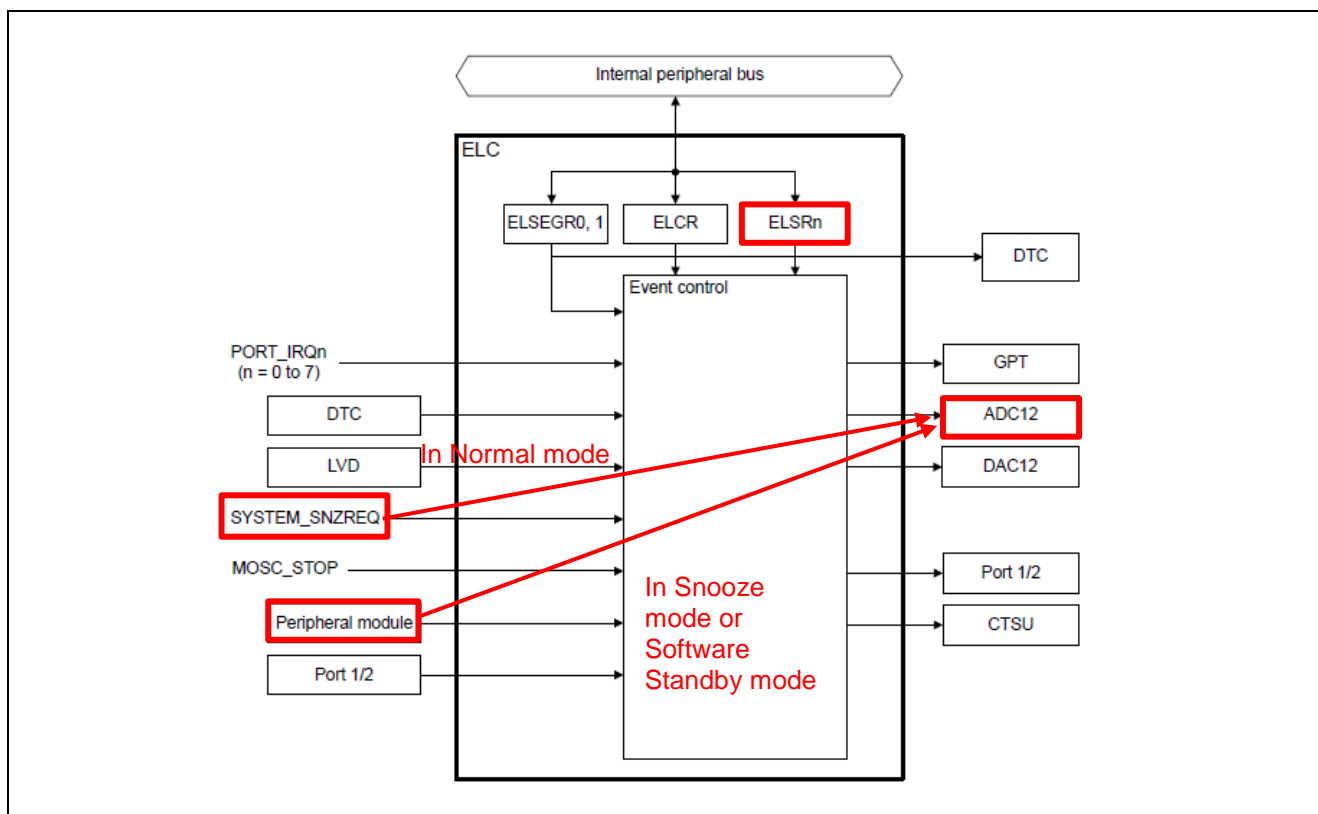 Internal peripheral bus
ELC
ELSEGR0, 1
ELCR
ELSRn
DTC
Event control
PORT_IRQn
(n = 0 to 7)
GPT
DTC
ADC12
In Normal mode
LVD
DAC12
SYSTEM_SNZREQ
MOSC_STOP
Port 1/2
In Snooze
mode or
Software
Standby mode
Peripheral module
CTSU
Port 1/2